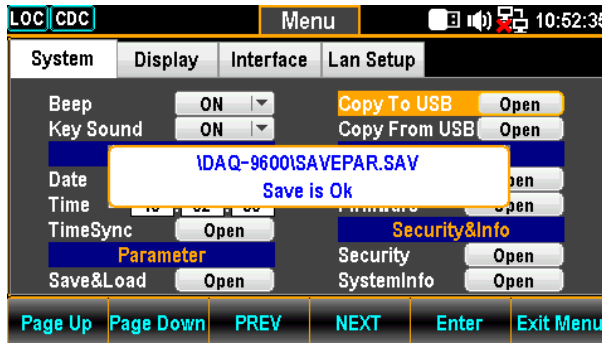 LOC CDC Menu 10:52:35
System Display Interface Lan Setup
Beep ON Copy To USB Open
Key Sound ON Copy From USB Open
\DAQ-9600\SAVEPAR.SAV
Save is Ok
Date
Time
TimeSync Open Security&Info
Parameter Security Open
Save&Load Open SystemInfo Open
Page Up Page Down PREV NEXT Enter Exit Menu